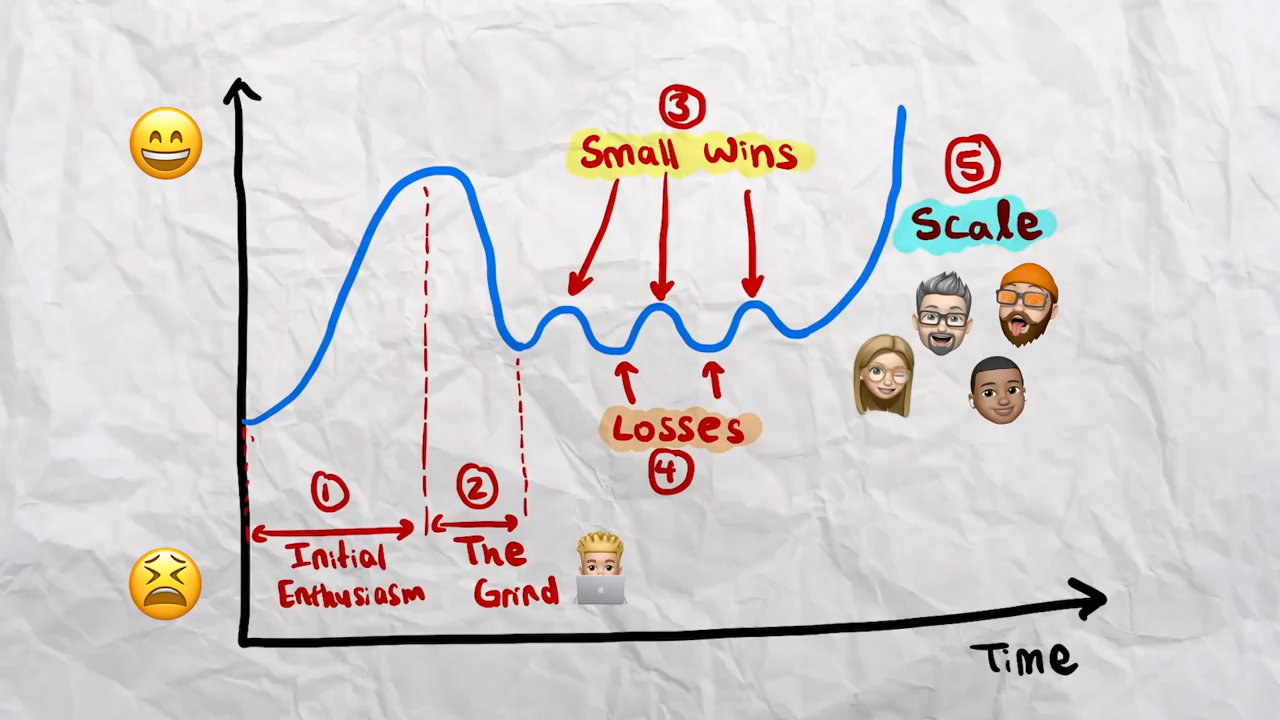 ③
Small wins
⑤
Scale
Losses
④
①
Initial
Enthusiasm
②
The
Grind
Time